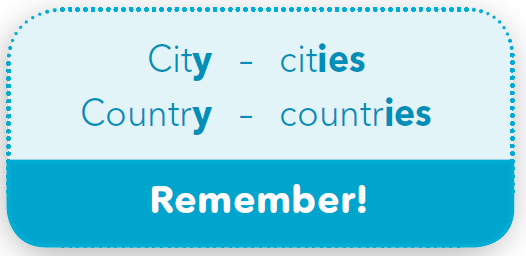 City - cities
Country - countries
Remember!